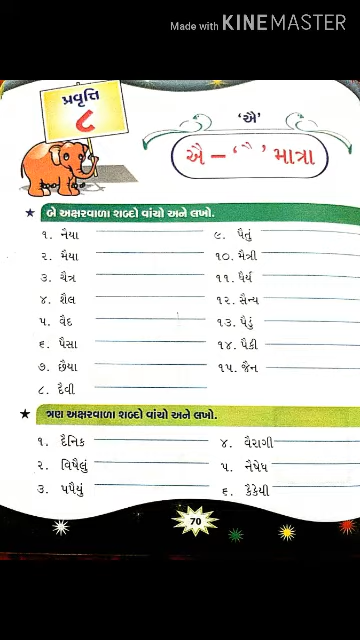 Made with KINEMASTER
પ્રવૃત્તિ
૮
'ઐ'
ઐ – ' ૈ ' માત્રા
★ બે અક્ષરવાળા શબ્દો વાંચો અને લખો.
૧. નૈયા
૨. મૈયા
૩. ચૈત્ર
૪. શૈલ
૫. વૈદ
૬. પૈસા
૭. છૈયા
૮. દૈવી
૯. પૈતું
૧૦. મૈત્રી
૧૧. ધૈર્ય
૧૨. સૈન્ય
૧૩. પૈડું
૧૪. પૈકી
૧૫. જૈન
★ ત્રણ અક્ષરવાળા શબ્દો વાંચો અને લખો.
૧. દૈનિક
૨. વિષૈલું
૩. પપૈયું
૪. વૈરાગી
૫. નૈષેધ
૬. કૈકેયી
70